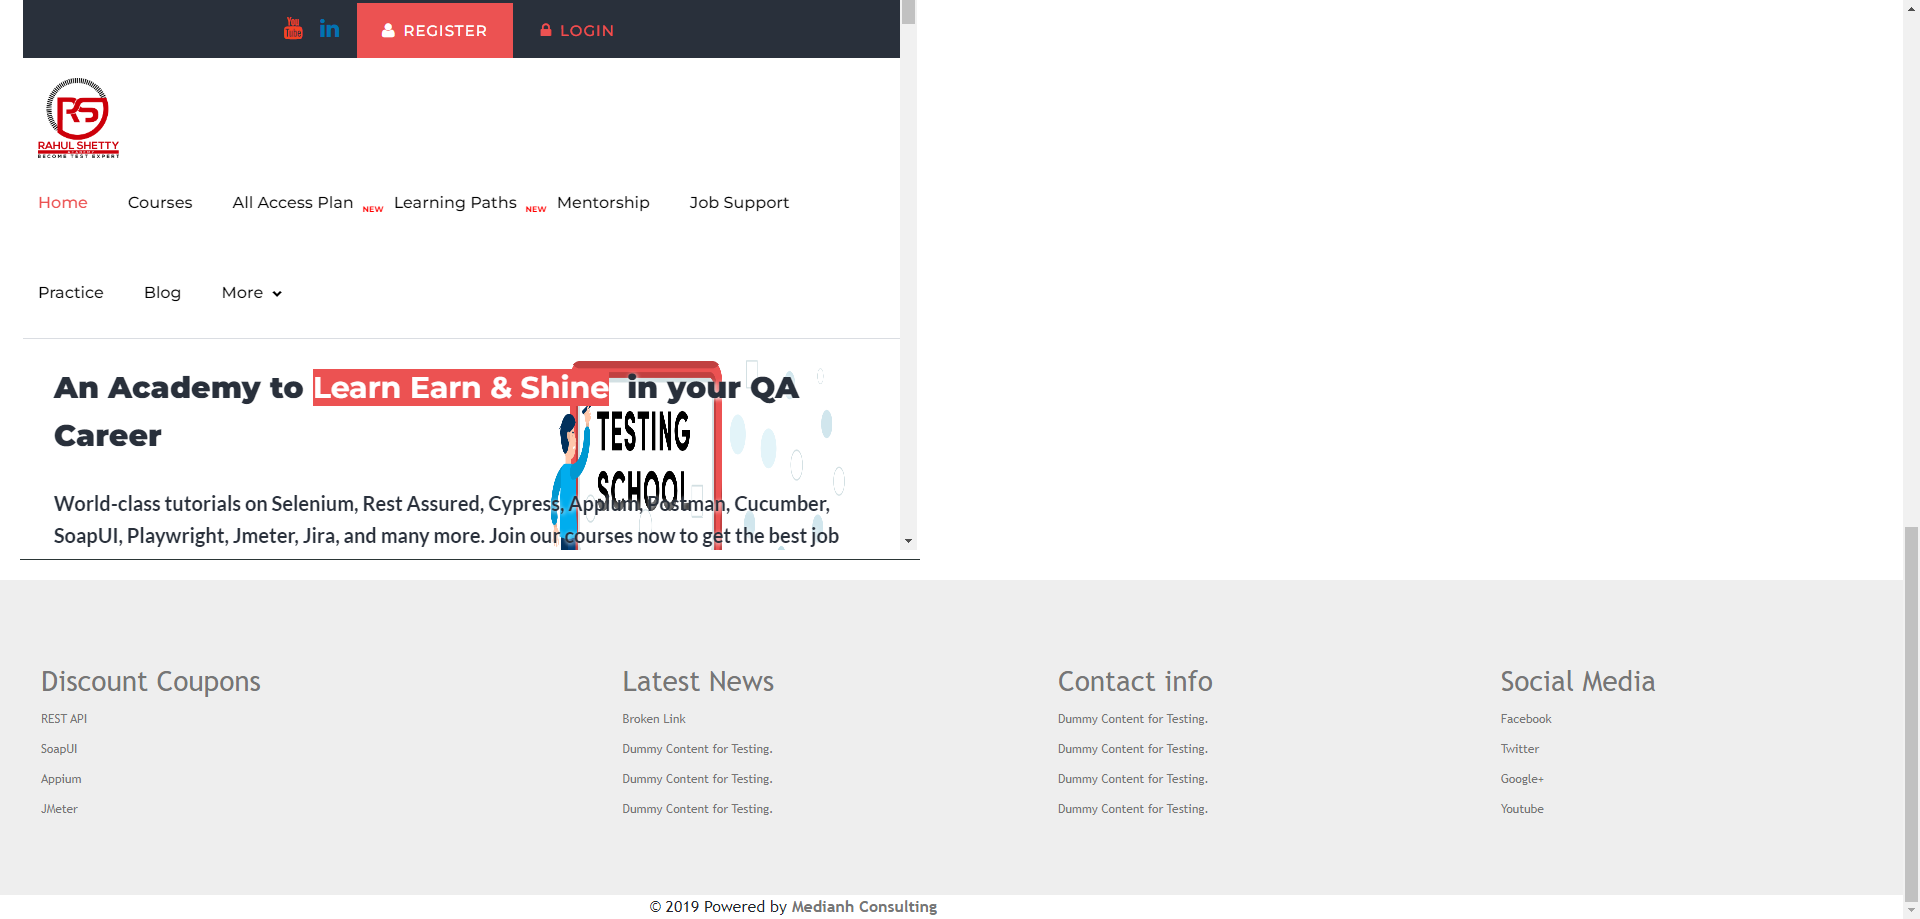 You
Tube
in
REGISTER
LOGIN
RS
RAHUL SHETTY
ACADEMY
BECOME TEST EXPERT
Home
Courses
All Access Plan
NEW
Learning Paths
NEW
Mentorship
Job Support
Practice
Blog
More
An Academy to Learn Earn & Shine in your QA
Career
TESTING
SCHOOL
World-class tutorials on Selenium, Rest Assured, Cypress, Appium, Postman, Cucumber,
SoapUI, Playwright, Jmeter, Jira, and many more. Join our courses now to get the best job
Discount Coupons
REST API
SoapUI
Appium
JMeter
Latest News
Broken Link
Dummy Content for Testing.
Dummy Content for Testing.
Dummy Content for Testing.
Contact info
Dummy Content for Testing.
Dummy Content for Testing.
Dummy Content for Testing.
Dummy Content for Testing.
Social Media
Facebook
Twitter
Google+
Youtube
© 2019 Powered by Medianh Consulting